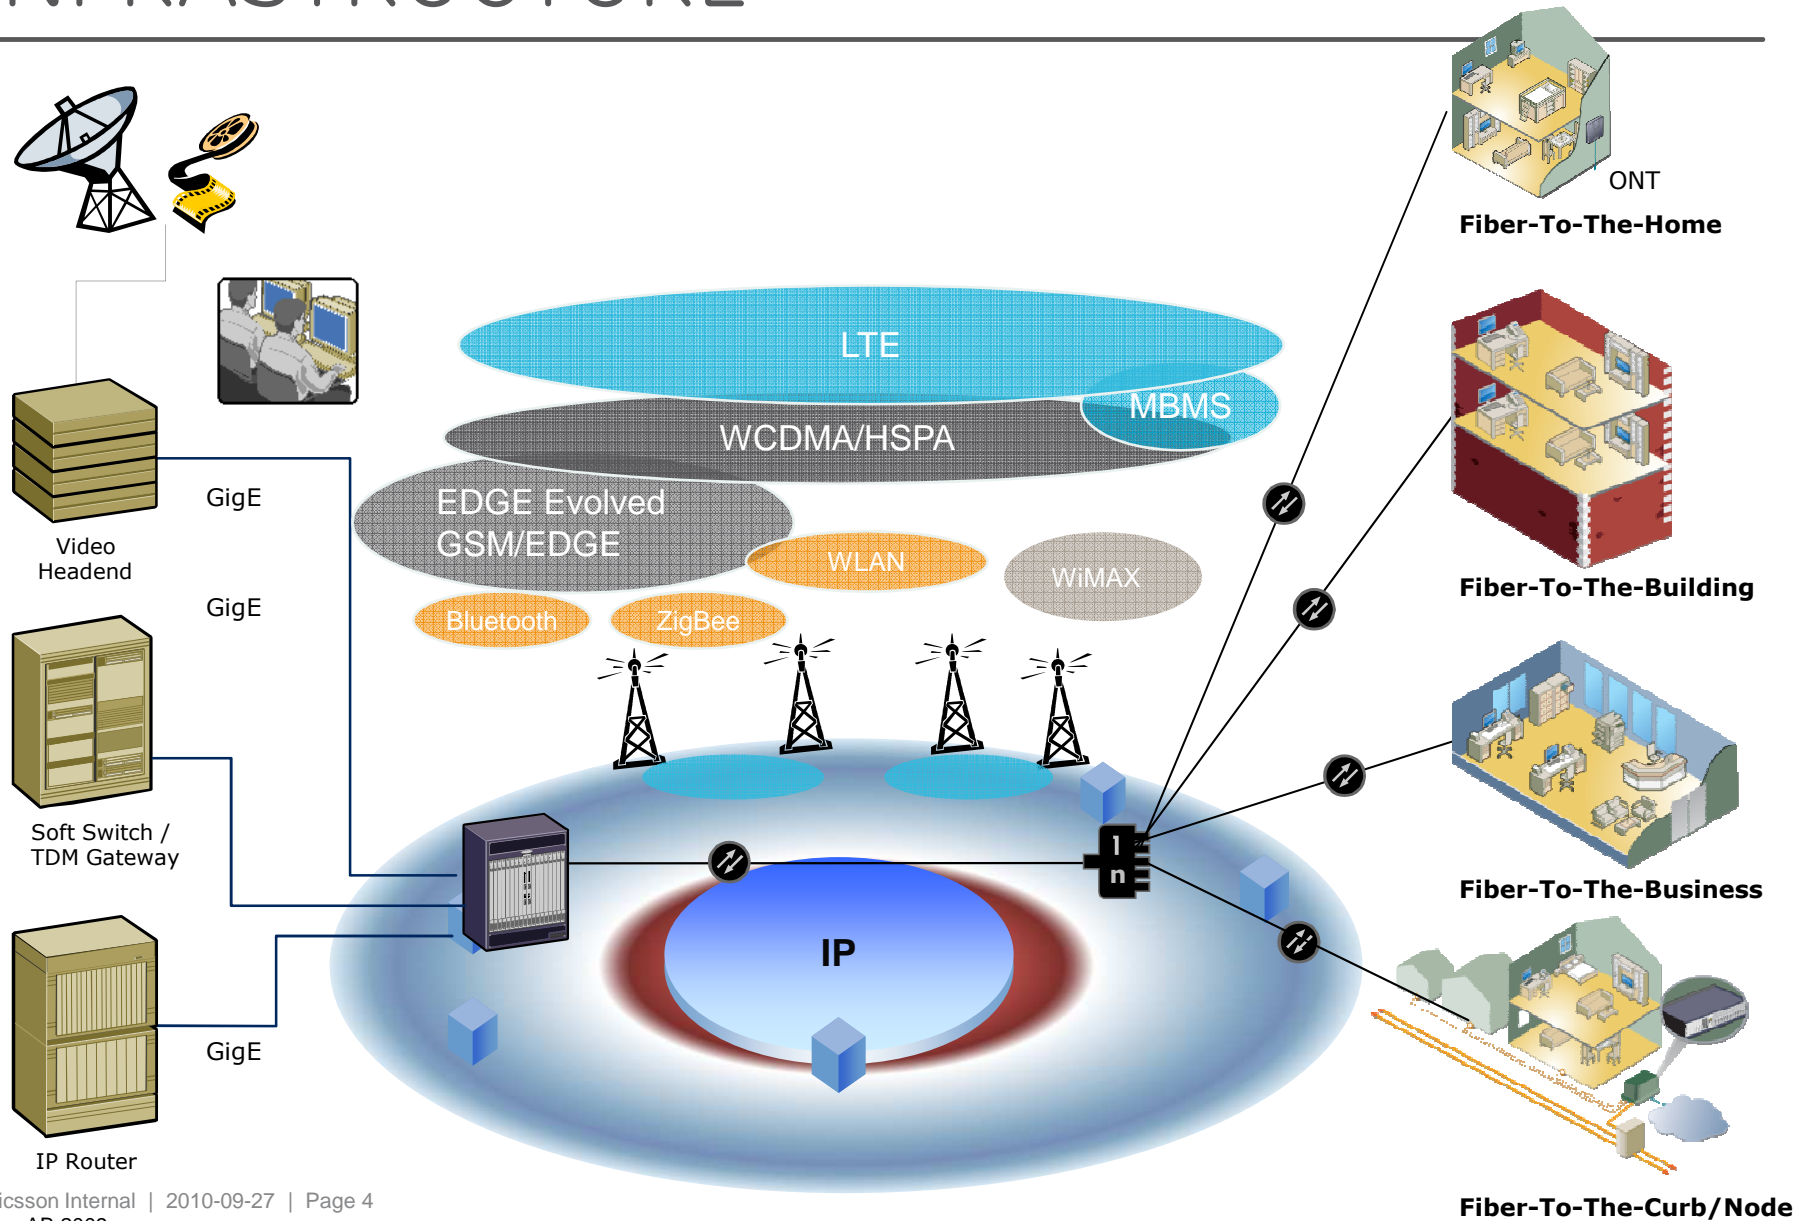 ONT
Fiber-To-The-Home
LTE
MBMS
WCDMA/HSPA
GigE
EDGE Evolved
GSM/EDGE
Video
Headend
WLAN
WiMAX
Fiber-To-The-Building
GigE
Bluetooth
ZigBee
Soft Switch /
TDM Gateway
1
n
Fiber-To-The-Business
IP
GigE
IP Router
| 2010-09-27 | Page 4
Internal
Fiber-To-The-Curb/Node